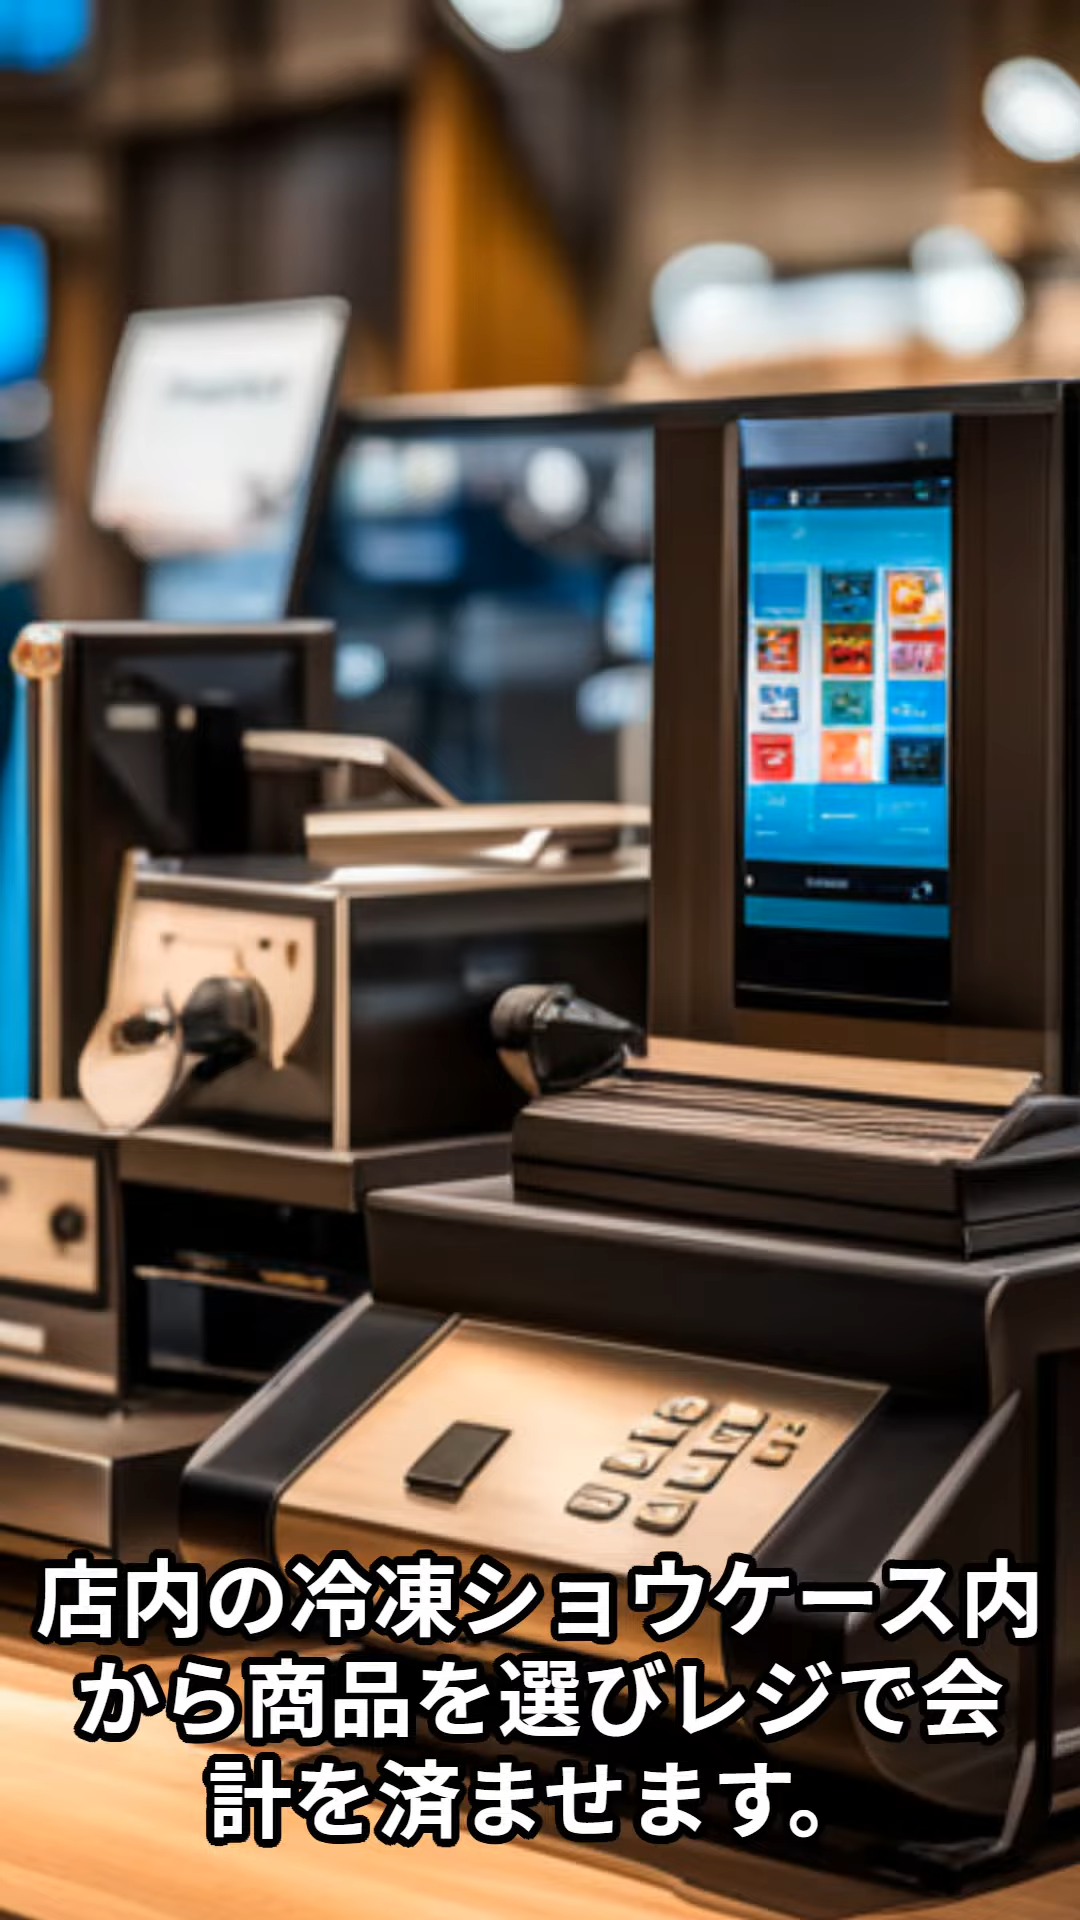 店内の冷凍ショウケース内
から商品を選びレジで会
計を済ませます。